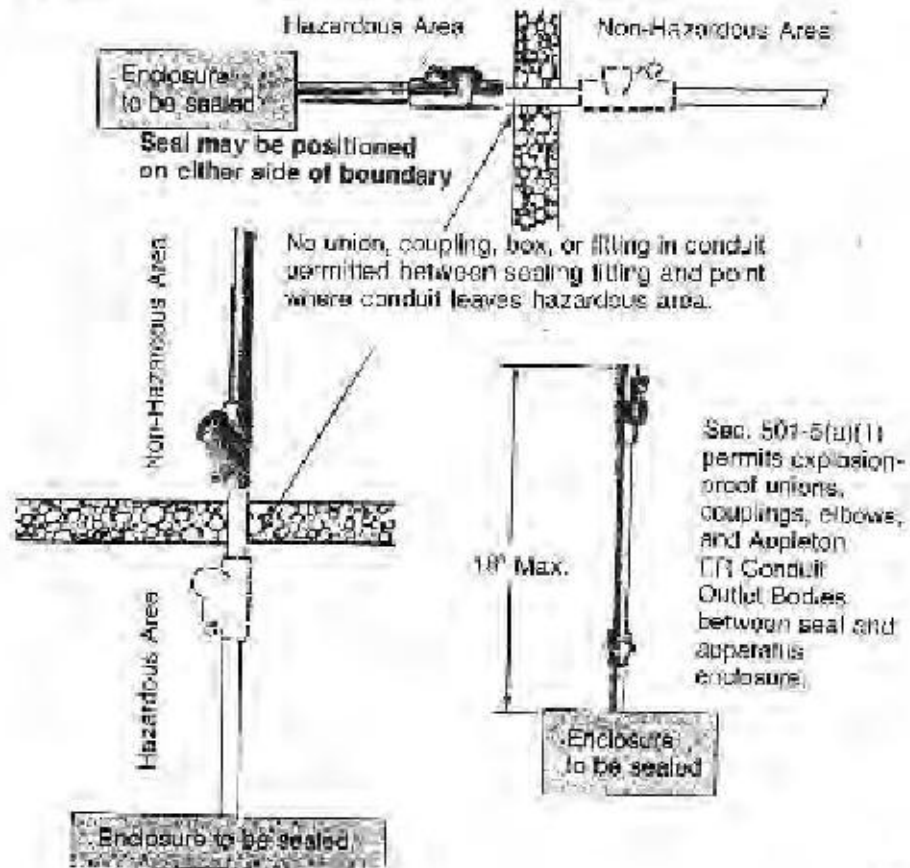 Hazardous Area
Non-Hazardous Area
Enclosure
to be sealed
Seal may be positioned
on either side of boundary
No union, coupling, box, or fitting in conduit
permitted between sealing fitting and point
where conduit leaves hazardous area.
Non-Hazardous Area
Hazardous Area
Enclosure to be sealed
18" Max.
Enclosure
to be sealed
Sec. 501-5(a)(1)
permits explosion-
proof unions,
couplings, elbows,
and Appleton
Conduit
Outlet Bodies
between seal and
apparatus
enclosure.